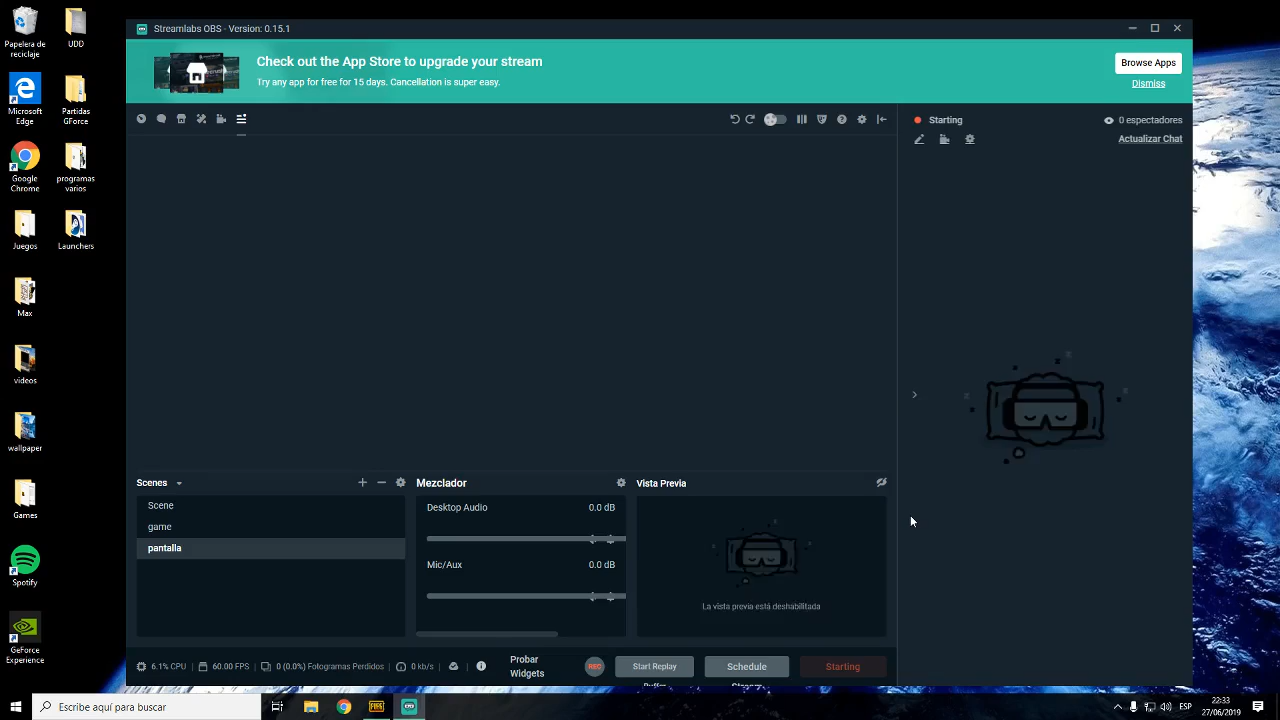 Streamlabs OBS - Version: 0.15.1
Check out the App Store to upgrade your stream
Try any app for free for 15 days. Cancellation is super easy.
Browse Apps
Dismiss
Papelera de
reciclaje
UDD
Microsoft
Edge
Partidas
GForce
Google
Chrome
programas
varios
Juegos
Launchers
Max
videos
wallpaper
Games
Spotify
GeForce
Experience
Starting
0 espectadores
Actualizar Chat
Scenes
Scene
game
pantalla
Mezclador
Desktop Audio 0.0 dB
Mic/Aux 0.0 dB
Vista Previa
La vista previa está deshabilitada
6.1% CPU
60.00 FPS
0 (0.0%) Fotogramas Perdidos
0 kb/s
Probar
Widgets
REC
Start Replay
Buffer
Schedule
Stream
Starting
Escribe aquí para buscar
ESP
22:33
27/06/2019